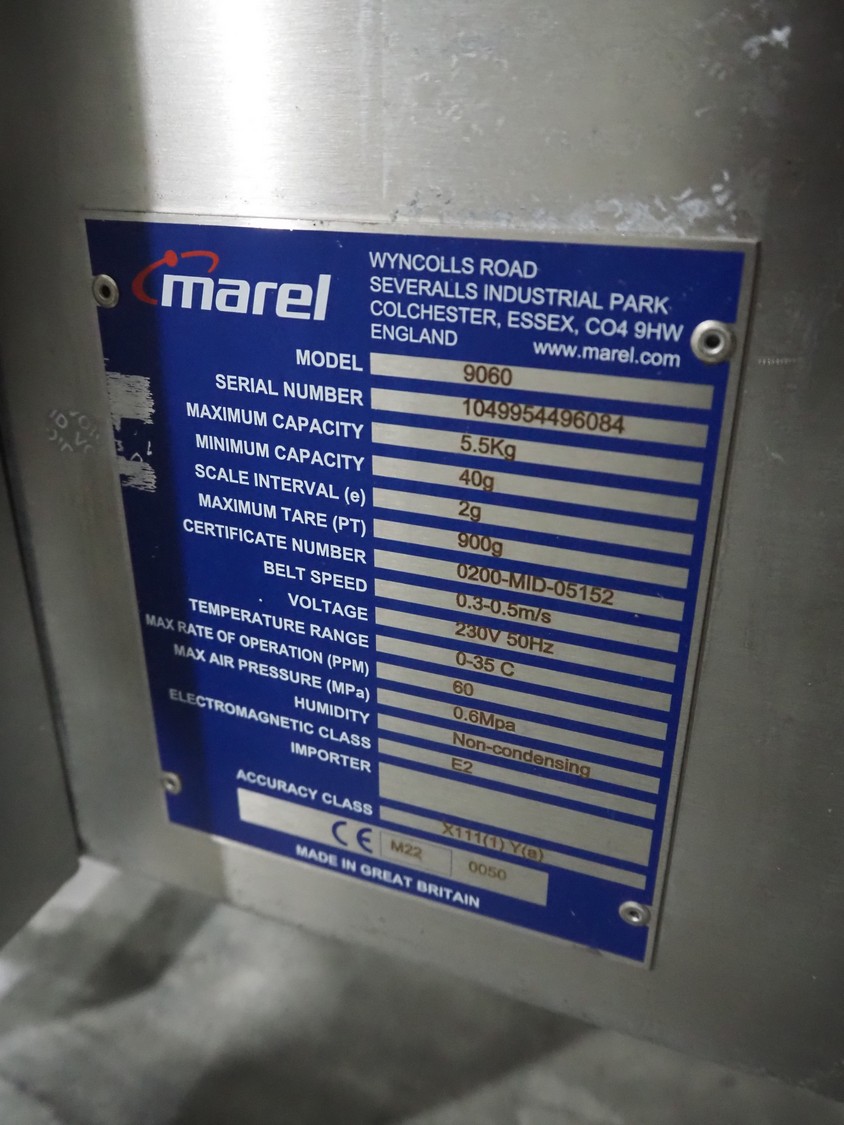 marel
WYNCOLLS ROAD
SEVERALLS INDUSTRIAL PARK
COLCHESTER, ESSEX, CO4 9HW
ENGLAND www.marel.com
MODEL 9060
SERIAL NUMBER 1049954496084
MAXIMUM CAPACITY 5.5Kg
MINIMUM CAPACITY 40g
SCALE INTERVAL (e) 2g
MAXIMUM TARE (PT) 900g
CERTIFICATE NUMBER 0200-MID-05152
BELT SPEED 0.3-0.5m/s
VOLTAGE 230V 50Hz
TEMPERATURE RANGE 0-35 C
MAX RATE OF OPERATION (PPM) 60
MAX AIR PRESSURE (MPa) 0.6Mpa
HUMIDITY Non-condensing
ELECTROMAGNETIC CLASS E2
IMPORTER
ACCURACY CLASS X111(1) Y(a)
CE M22 0050
MADE IN GREAT BRITAIN